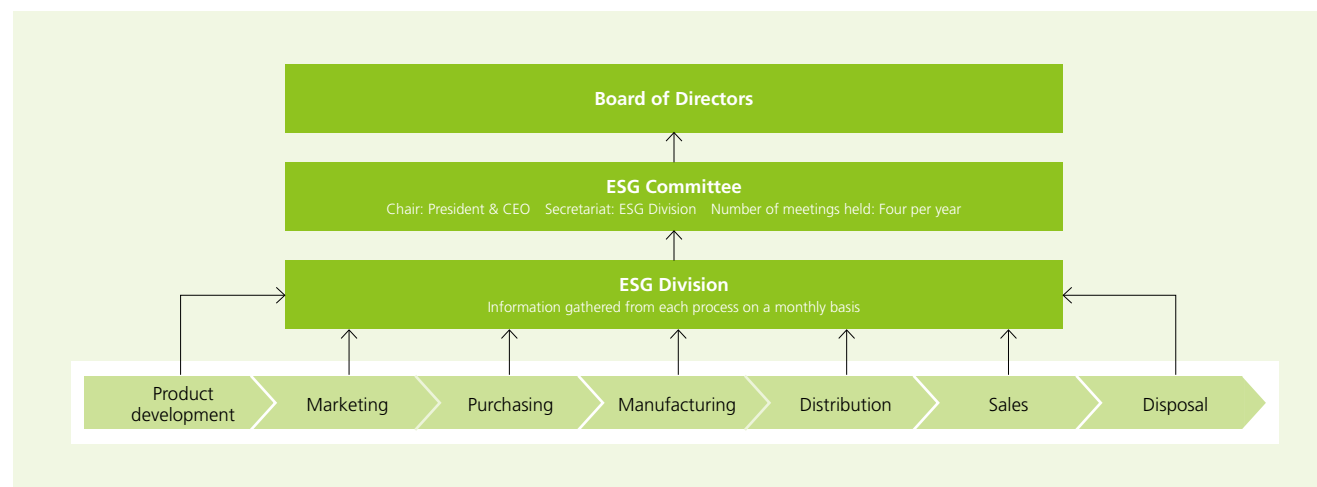 Board of Directors
ESG Committee
Chair: President & CEO Secretariat: ESG Division Number of meetings held: Four per year
ESG Division
Information gathered from each process on a monthly basis
Product
development
Marketing
Purchasing
Manufacturing
Distribution
Sales
Disposal